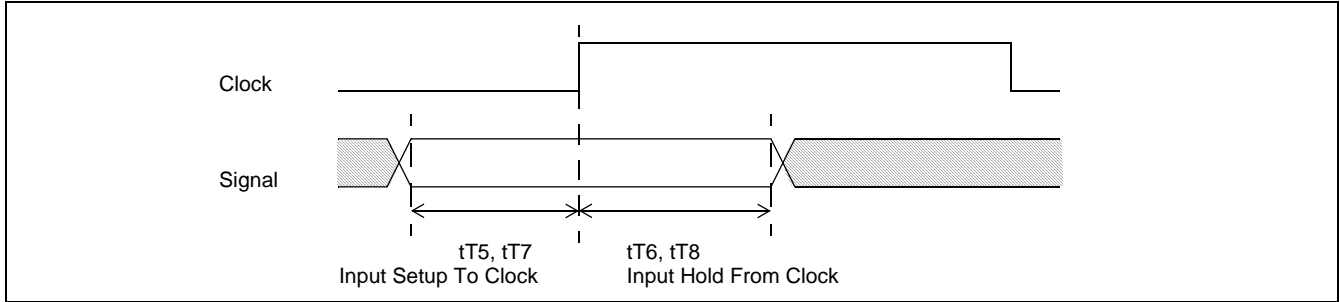 Clock
Signal
tT5, tT7
tT6, tT8
Input Setup To Clock
Input Hold From Clock